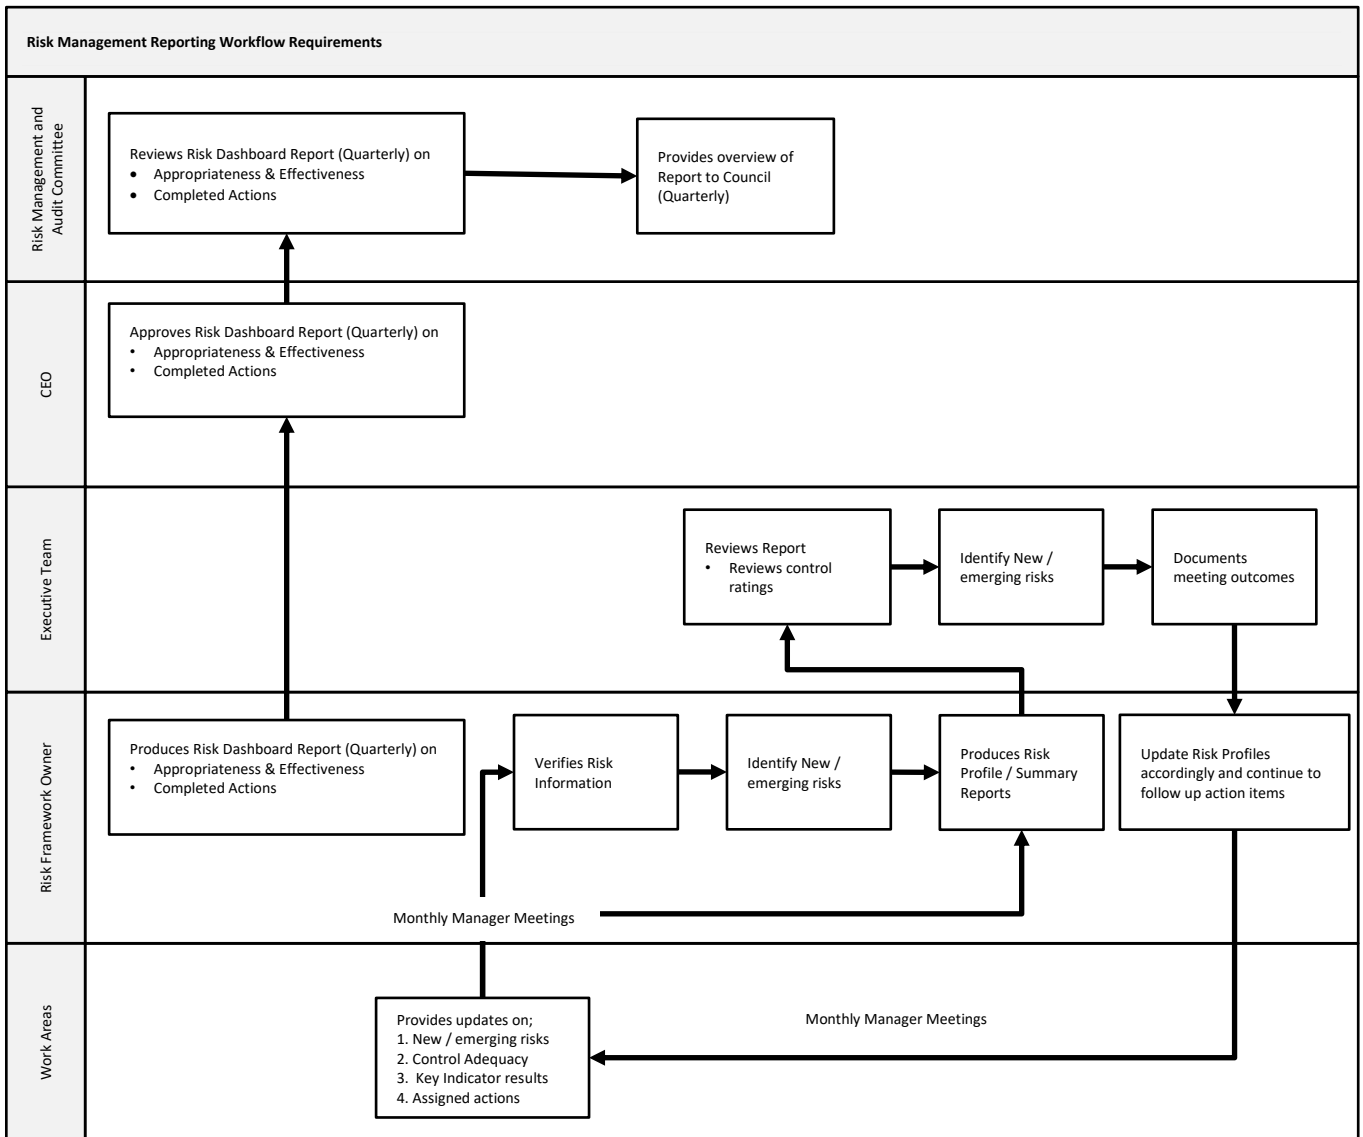 Risk Management Reporting Workflow Requirements
Risk Management and
Audit Committee
Reviews Risk Dashboard Report (Quarterly) on
• Appropriateness & Effectiveness
• Completed Actions
Provides overview of
Report to Council
(Quarterly)
CEO
Approves Risk Dashboard Report (Quarterly) on
• Appropriateness & Effectiveness
• Completed Actions
Executive Team
Reviews Report
• Reviews control
ratings
Identify New /
emerging risks
Documents
meeting outcomes
Risk Framework Owner
Produces Risk Dashboard Report (Quarterly) on
• Appropriateness & Effectiveness
• Completed Actions
Verifies Risk
Information
Identify New /
emerging risks
Produces Risk
Profile / Summary
Reports
Update Risk Profiles
accordingly and continue to
follow up action items
Monthly Manager Meetings
Work Areas
Provides updates on;
1. New / emerging risks
2. Control Adequacy
3. Key Indicator results
4. Assigned actions
Monthly Manager Meetings